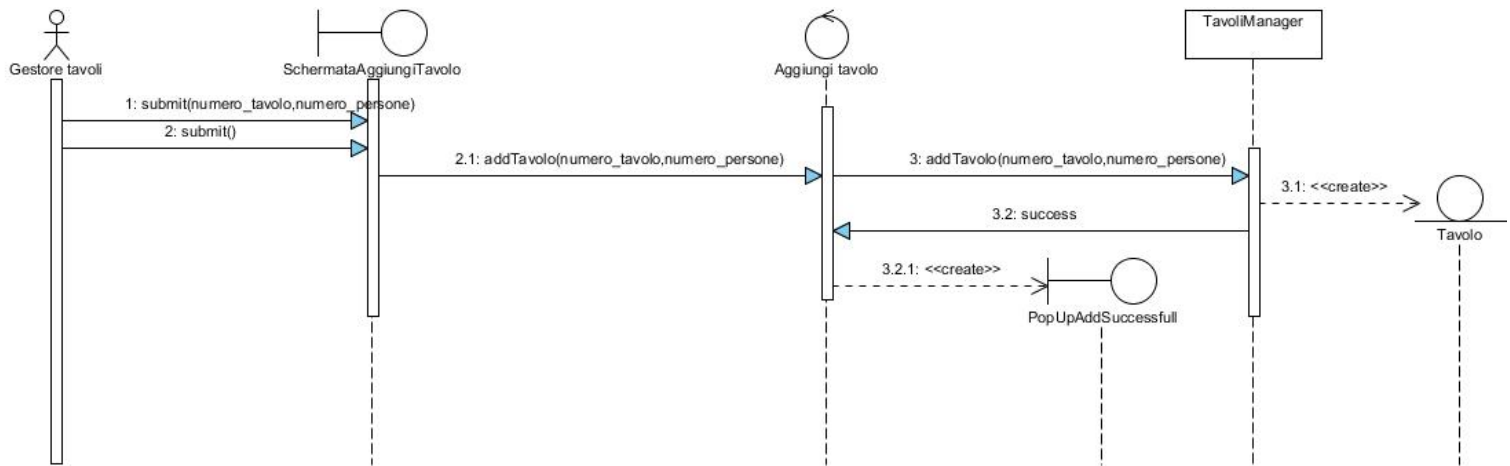 TavoliManager
Gestore tavoli
SchermataAggiungiTavolo
Aggiungi tavolo
1: submit(numero_tavolo,numero_persone)
2: submit()
2.1: addTavolo(numero_tavolo,numero_persone)
3: addTavolo(numero_tavolo,numero_persone)
3.1: <<create>>
3.2: success
Tavolo
3.2.1: <<create>>
PopUpAddSuccessfull